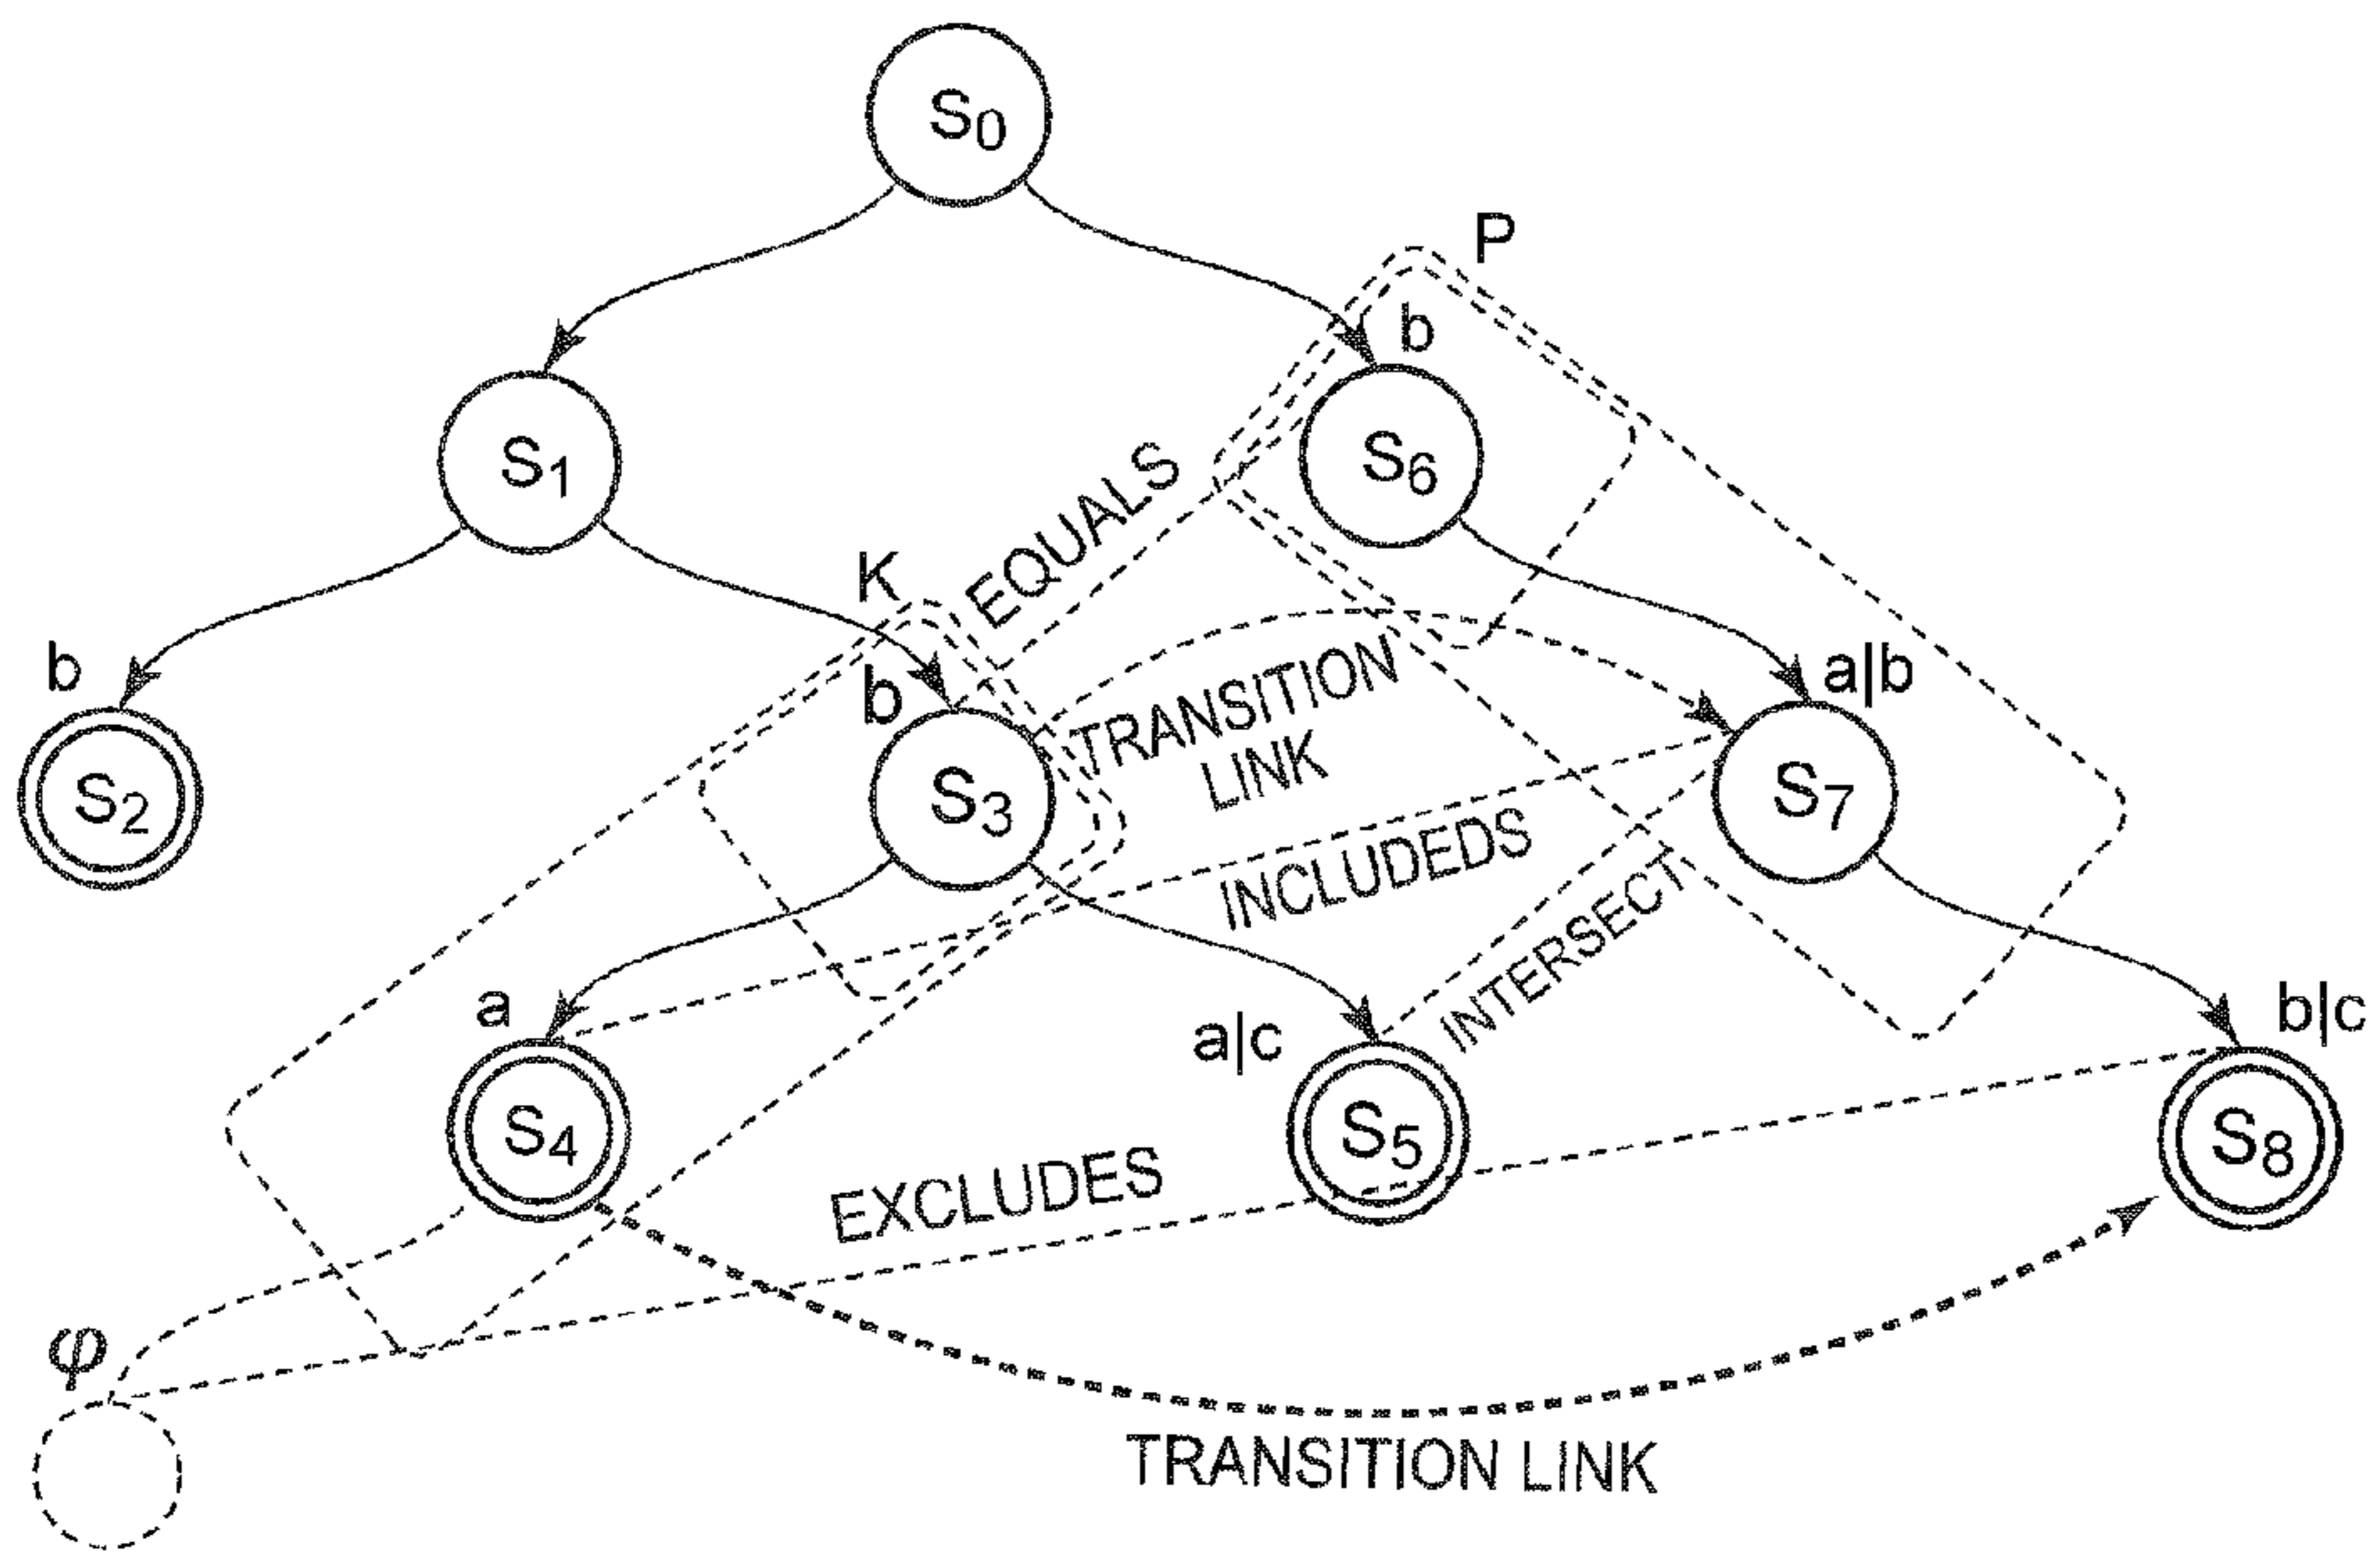 S0
P
b
S1
S6
EQUALS
K
b
b
TRANSITION
LINK
a|b
S2
S3
S7
INCLUDEDS
INTERSECT
a
a|c
b|c
S4
S5
S8
EXCLUDES
φ
TRANSITION LINK